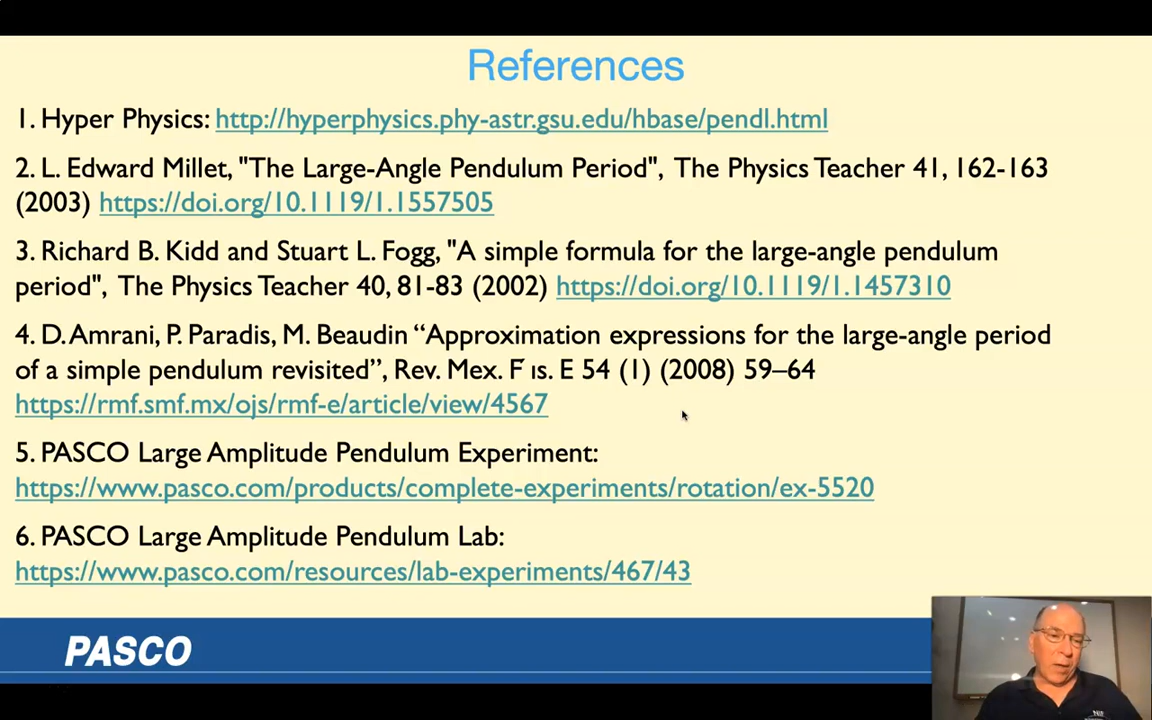 References
1. Hyper Physics: http://hyperphysics.phy-astr.gsu.edu/hbase/pendl.html
2. L. Edward Millet, "The Large-Angle Pendulum Period", The Physics Teacher 41, 162-163
(2003) https://doi.org/10.1119/1.1557505
3. Richard B. Kidd and Stuart L. Fogg, "A simple formula for the large-angle pendulum
period", The Physics Teacher 40, 81-83 (2002) https://doi.org/10.1119/1.1457310
4. D. Amrani, P. Paradis, M. Beaudin “Approximation expressions for the large-angle period
of a simple pendulum revisited”, Rev. Mex. F ́ıs. E 54 (1) (2008) 59–64
https://rmf.smf.mx/ojs/rmf-e/article/view/4567
5. PASCO Large Amplitude Pendulum Experiment:
https://www.pasco.com/products/complete-experiments/rotation/ex-5520
6. PASCO Large Amplitude Pendulum Lab:
https://www.pasco.com/resources/lab-experiments/467/43
PASCO